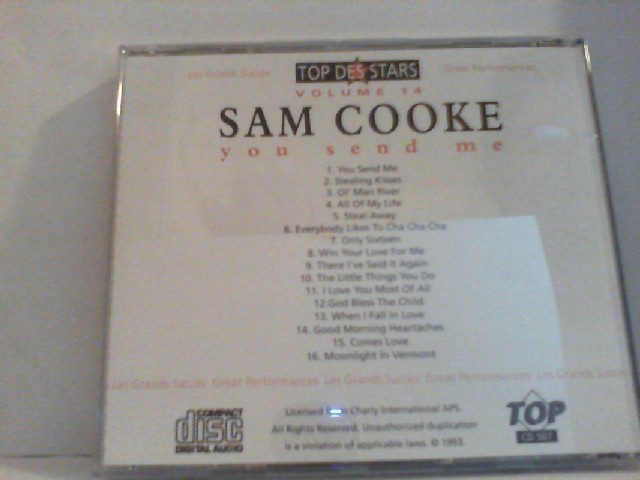 Les Grands Succès TOP DES STARS Great Performances
VOLUME 14
SAM COOKE
you send me
1. You Send Me
2. Stealing Kisses
3. Ol' Man River
4. All Of My Life
5. Steal Away
6. Everybody Likes To Cha Cha Cha
7. Only Sixteen
8. Win Your Love For Me
9. There I've Said It Again
10. The Little Things You Do
11. I Love You Most Of All
12.God Bless The Child
13. When I Fall in Love
14. Good Morning Heartaches
15. Comes Love
16. Moonlight In Vermont
Les Grands Succès Great Performances Les Grands Succès Great Performances Les Grands Succès
COMPACT
disc
DIGITAL AUDIO
Licensed from Charly International APS.
All Rights Reserved. Unauthorized duplication
is a violation of applicable laws. © 1993.
TOP
CD